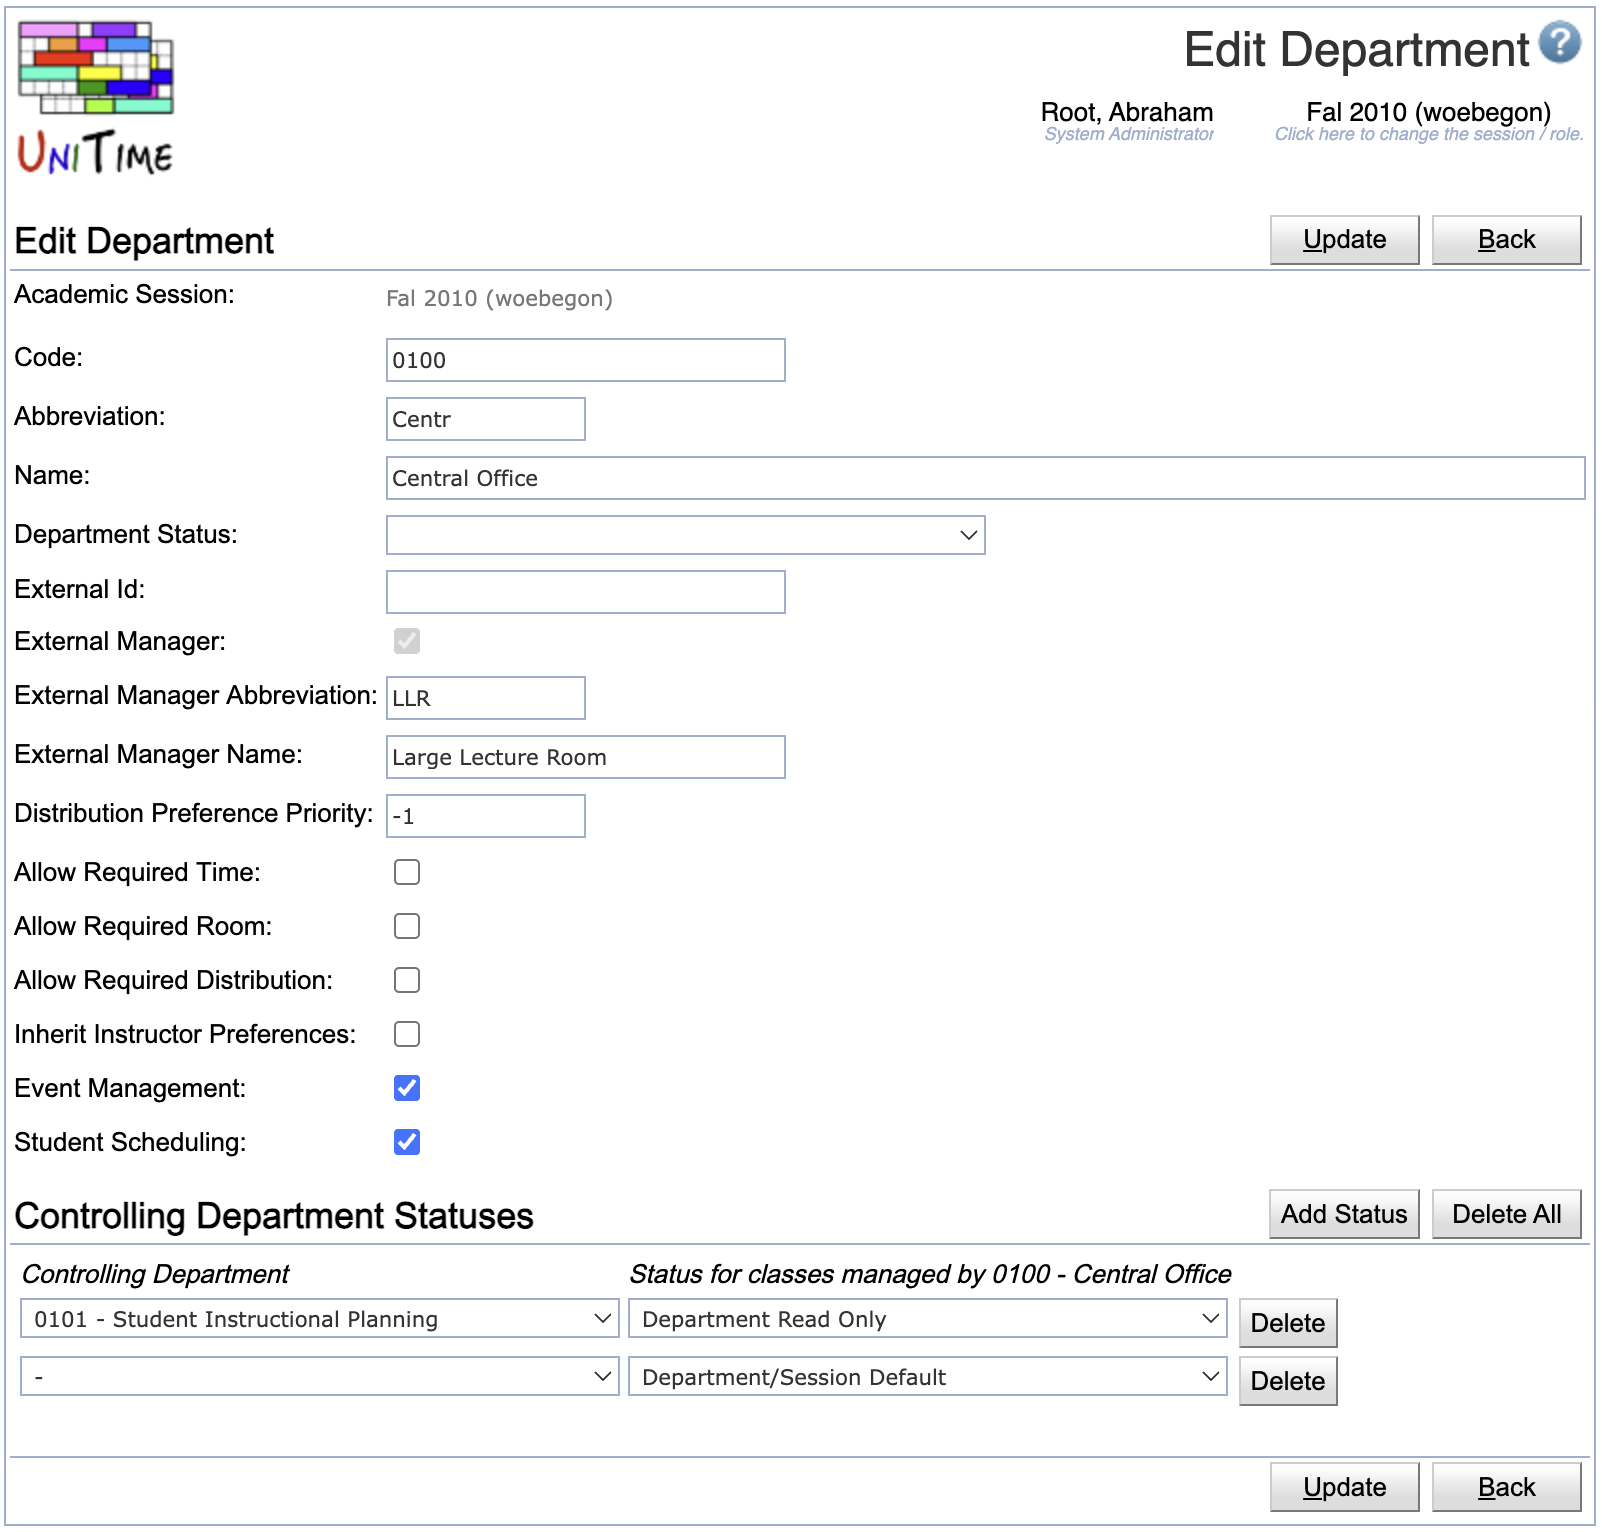 Edit Department ?
Root, Abraham Fal 2010 (woebegon)
System Administrator Click here to change the session / role.
UNITIME
Edit Department Update Back
Academic Session: Fal 2010 (woebegon)
Code: 0100
Abbreviation: Centr
Name: Central Office
Department Status:
External Id:
External Manager:
External Manager Abbreviation: LLR
External Manager Name: Large Lecture Room
Distribution Preference Priority: -1
Allow Required Time:
Allow Required Room:
Allow Required Distribution:
Inherit Instructor Preferences:
Event Management:
Student Scheduling:
Controlling Department Statuses Add Status Delete All
Controlling Department Status for classes managed by 0100 - Central Office
0101 - Student Instructional Planning Department Read Only Delete
- Department/Session Default Delete
Update Back